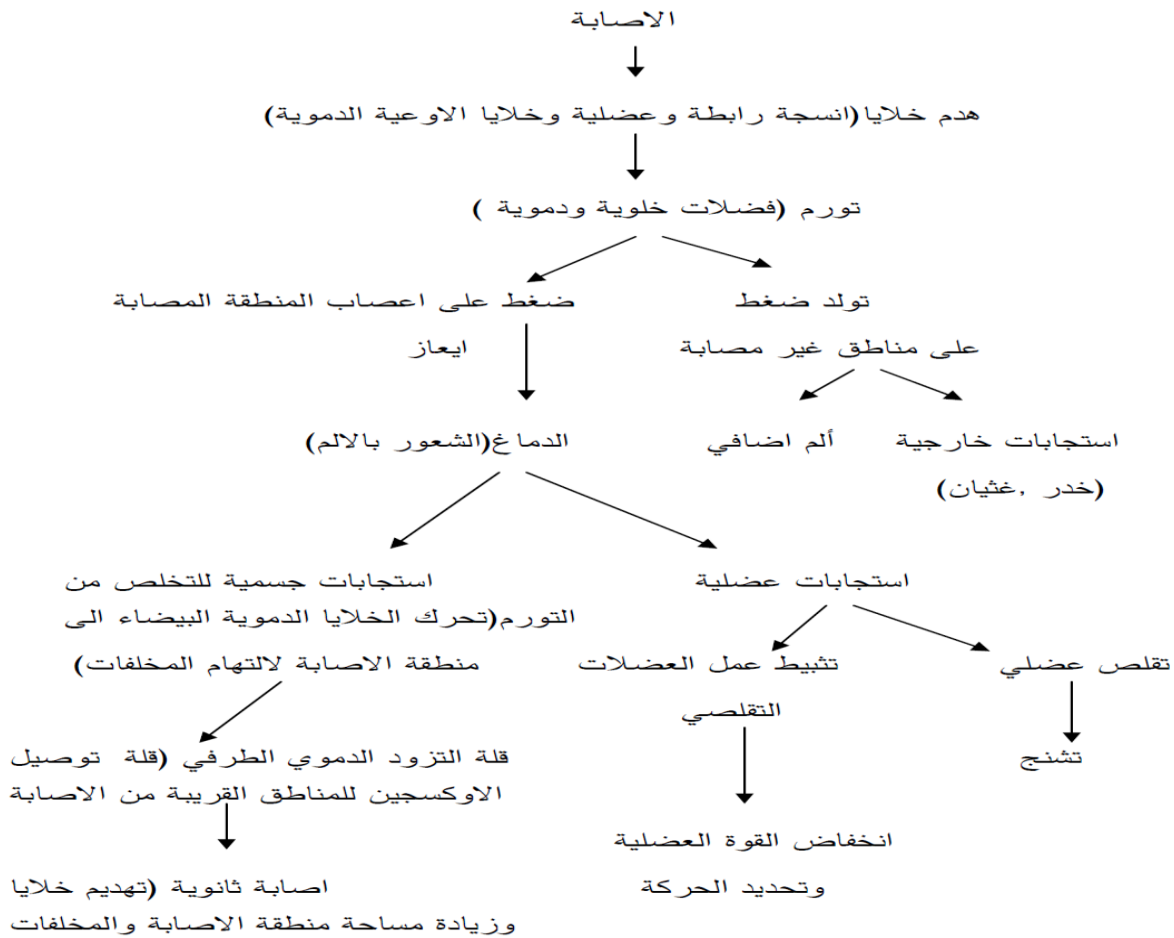 الاصابة
هدم خلايا(انسجة رابطة وعضلية وخلايا الاوعية الدموية)
تورم (فضلات خلوية ودموية )
تولد ضغط
على مناطق غير مصابة
ضغط على اعصاب المنطقة المصابة
ايعاز
استجابات خارجية
(خدر ,غثيان)
ألم اضافي
الدماغ(الشعور بالالم)
استجابات عضلية
استجابات جسمية للتخلص من
التورم(تحرك الخلايا الدموية البيضاء الى
منطقة الاصابة لالتهام المخلفات)
تقلص عضلي
تشنج
تثبيط عمل العضلات
التقلصي
انخفاض القوة العضلية
وتحديد الحركة
قلة التزود الدموي الطرفي (قلة توصيل
الاوكسجين للمناطق القريبة من الاصابة
اصابة ثانوية (تهديم خلايا
وزيادة مساحة منطقة الاصابة والمخلفات